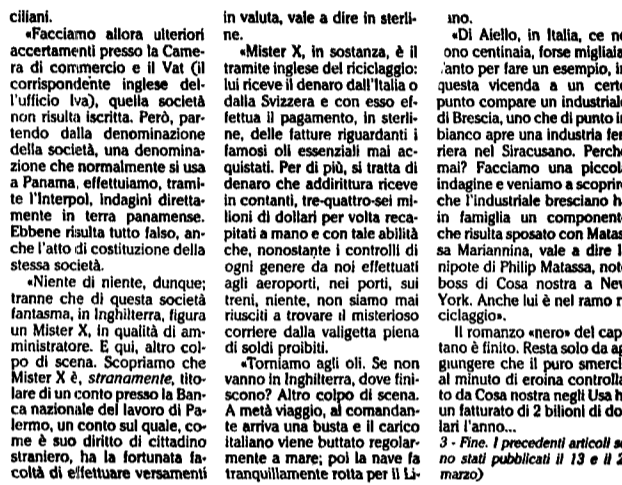 ciliani.
«Facciamo allora ulteriori
accertamenti presso la Came-
ra di commercio e il Vat (il
corrispondente inglese del-
l'ufficio Iva), quella società
non risulta iscritta. Però, par-
tendo dalla denominazione
della società, una denomina-
zione che normalmente si usa
a Panama, effettuiamo, trami-
te l'Interpol, indagini diretta-
mente in terra panamense.
Ebbene risulta tutto falso, an-
che l'atto di costituzione della
stessa società.
«Niente di niente, dunque;
tranne che di questa società
fantasma, in Inghilterra, figura
un Mister X, in qualità di am-
ministratore. E qui, altro col-
po di scena. Scopriamo che
Mister X è, stranamente, tito-
lare di un conto presso la Ban-
ca nazionale del lavoro di Pa-
lermo, un conto sul quale, co-
me è suo diritto di cittadino
straniero, ha la fortunata fa-
coltà di effettuare versamenti
in valuta, vale a dire in sterli-
ne.
«Mister X, in sostanza, è il
tramite inglese del riciclaggio:
lui riceve il denaro dall'Italia o
dalla Svizzera e con esso ef-
fettua il pagamento, in sterli-
ne, delle fatture riguardanti i
famosi oli essenziali mai ac-
quistati. Per di più, si tratta di
denaro che addirittura riceve
in contanti, tre-quattro-sei mi-
lioni di dollari per volta reca-
pitati a mano e con tale abilità
che, nonostante i controlli di
ogni genere da noi effettuati
agli aeroporti, nei porti, sui
treni, niente, non siamo mai
riusciti a trovare il misterioso
corriere dalla valigetta piena
di soldi proibiti.
«Torniamo agli oli. Se non
vanno in Inghilterra, dove fini-
scono? Altro colpo di scena.
A metà viaggio, al comandan-
te arriva una busta e il carico
italiano viene buttato regolar-
mente a mare; poi la nave fa
tranquillamente rotta per il Li-
no.
«Di Aiello, in Italia, ce ne
ono centinaia, forse migliaia
anto per fare un esempio, in
questa vicenda a un certo
punto compare un industriale
di Brescia, uno che di punto in
bianco apre una industria fer
riera nel Siracusano. Perché
mai? Facciamo una piccol
indagine e veniamo a scoprire
che l'industriale bresciano h
in famiglia un component
che risulta sposato con Matas
sa Mariannina, vale a dire l
nipote di Philip Matassa, not
boss di Cosa nostra a Nev
York. Anche lui è nel ramo r
ciclaggio».
Il romanzo «nero» del cap
tano è finito. Resta solo da ag
giungere che il puro smerci
al minuto di eroina controlla
to da Cosa nostra negli Usa h
un fatturato di 2 bilioni di do
lari l'anno...
3 - Fine. I precedenti articoli s
no stati pubblicati il 13 e il 2
marzo)